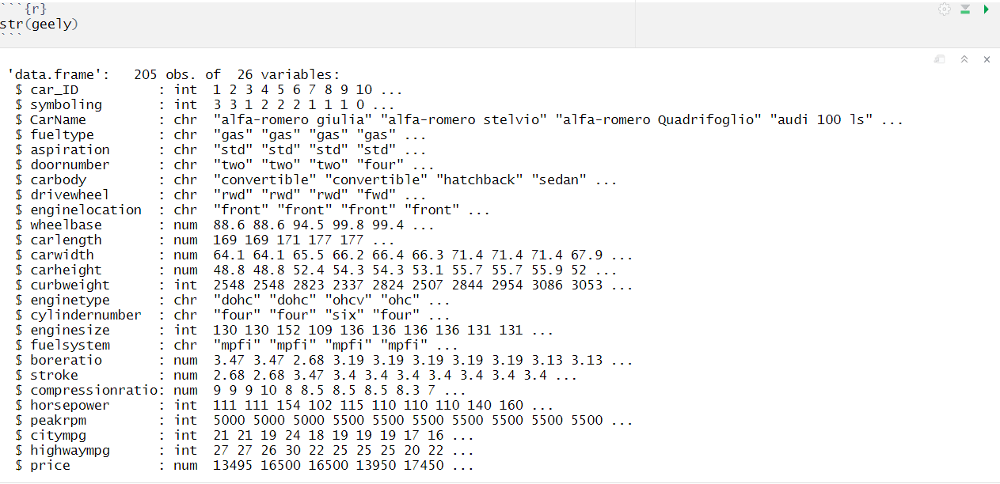 ```{r}
str(geely)
```
'data.frame':   205 obs. of  26 variables:
 $ car_ID          : int  1 2 3 4 5 6 7 8 9 10 ...
 $ symboling       : int  3 3 1 2 2 2 1 1 1 0 ...
 $ CarName         : chr  "alfa-romero giulia" "alfa-romero stelvio" "alfa-romero Quadrifoglio" "audi 100 ls" ...
 $ fueltype        : chr  "gas" "gas" "gas" "gas" ...
 $ aspiration      : chr  "std" "std" "std" "std" ...
 $ doornumber      : chr  "two" "two" "two" "four" ...
 $ carbody         : chr  "convertible" "convertible" "hatchback" "sedan" ...
 $ drivewheel      : chr  "rwd" "rwd" "rwd" "fwd" ...
 $ enginelocation  : chr  "front" "front" "front" "front" ...
 $ wheelbase       : num  88.6 88.6 94.5 99.8 99.4 ...
 $ carlength       : num  169 169 171 177 177 ...
 $ carwidth        : num  64.1 64.1 65.5 66.2 66.4 66.3 71.4 71.4 71.4 67.9 ...
 $ carheight       : num  48.8 48.8 52.4 54.3 54.3 53.1 55.7 55.7 55.9 52 ...
 $ curbweight      : int  2548 2548 2823 2337 2824 2507 2844 2954 3086 3053 ...
 $ enginetype      : chr  "dohc" "dohc" "ohcv" "ohc" ...
 $ cylindernumber  : chr  "four" "four" "six" "four" ...
 $ enginesize      : int  130 130 152 109 136 136 136 136 131 131 ...
 $ fuelsystem      : chr  "mpfi" "mpfi" "mpfi" "mpfi" ...
 $ boreratio       : num  3.47 3.47 2.68 3.19 3.19 3.19 3.19 3.19 3.13 3.13 ...
 $ stroke          : num  2.68 2.68 3.47 3.4 3.4 3.4 3.4 3.4 3.4 3.4 ...
 $ compressionratio: num  9 9 9 10 8 8.5 8.5 8.5 8.3 7 ...
 $ horsepower      : int  111 111 154 102 115 110 110 110 140 160 ...
 $ peakrpm         : int  5000 5000 5000 5500 5500 5500 5500 5500 5500 5500 ...
 $ citympg         : int  21 21 19 24 18 19 19 19 17 16 ...
 $ highwaympg      : int  27 27 26 30 22 25 25 25 20 22 ...
 $ price           : num  13495 16500 16500 13950 17450 ...